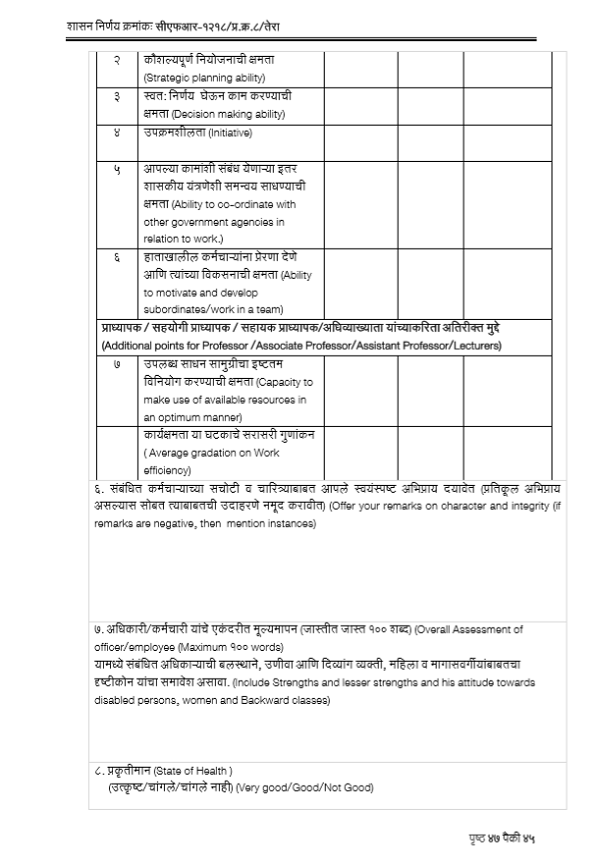 शासन निर्णय क्रमांकः सीएफआर-१२१८/प्र.क्र.८/तेरा
२ कौशल्यपूर्ण नियोजनाची क्षमता
(Strategic planning ability)
३ स्वत: निर्णय घेऊन काम करण्याची
क्षमता (Decision making ability)
४ उपक्रमशीलता (Initiative)
५ आपल्या कामांशी संबंध येणाऱ्या इतर
शासकीय यंत्रणेशी समन्वय साधण्याची
क्षमता (Ability to co-ordinate with
other government agencies in
relation to work.)
६ हाताखालील कर्मचाऱ्यांना प्रेरणा देणे
आणि त्यांच्या विकसनाची क्षमता (Ability
to motivate and develop
subordinates/work in a team)
प्राध्यापक / सहयोगी प्राध्यापक / सहायक प्राध्यापक/अधिव्याख्याता यांच्याकरिता अतिरीक्त मुद्दे
(Additional points for Professor /Associate Professor/Assistant Professor/Lecturers)
७ उपलब्ध साधन सामुग्रीचा इष्टतम
विनियोग करण्याची क्षमता (Capacity to
make use of available resources in
an optimum manner)
कार्यक्षमता या घटकाचे सरासरी गुणांकन
( Average gradation on Work
efficiency)
६. संबंधित कर्मचाऱ्याच्या सचोटी व चारित्र्याबाबत आपले स्वयंस्पष्ट अभिप्राय दयावेत (प्रतिकूल अभिप्राय
असल्यास सोबत त्याबाबतची उदाहरणे नमूद करावीत) (Offer your remarks on character and integrity (if
remarks are negative, then mention instances)
७. अधिकारी/कर्मचारी यांचे एकंदरीत मूल्यमापन (जास्तीत जास्त १०० शब्द) (Overall Assessment of
officer/employee (Maximum १०० words)
यामध्ये संबंधित अधिकाऱ्याची बलस्थाने, उणीवा आणि दिव्यांग व्यक्ती, महिला व मागासवर्गीयांबाबतचा
दृष्टीकोन यांचा समावेश असावा. (Include Strengths and lesser strengths and his attitude towards
disabled persons, women and Backward classes)
८. प्रकृतीमान (State of Health )
(उत्कृष्ट/चांगले/चांगले नाही) (Very good/Good/Not Good)
पृष्ठ ४७ पैकी ४५